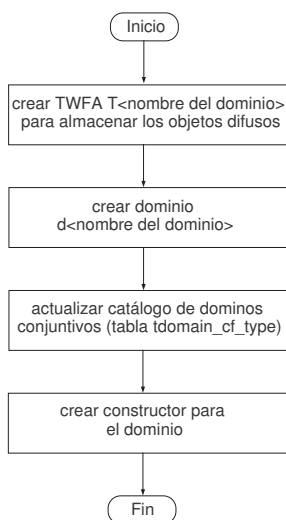 Inicio
crear TWFA T<nombre del dominio>
para almacenar los objetos difusos
crear dominio
d<nombre del dominio>
actualizar catálogo de dominos
conjuntivos (tabla tdomain_cf_type)
crear constructor para
el dominio
Fin